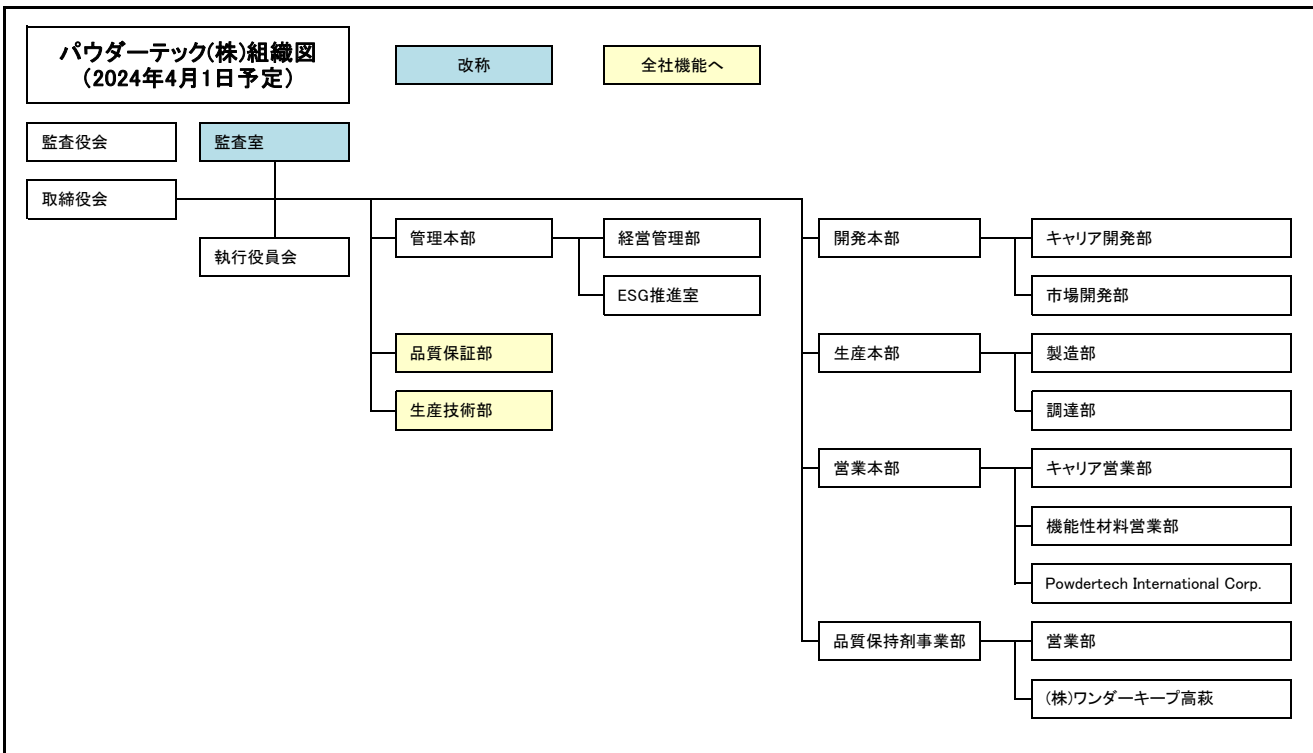 パウダーテック(株)組織図
(2024年4月1日予定)
改称
全社機能へ
監査役会
監査室
取締役会
執行役員会
管理本部
経営管理部
ESG推進室
品質保証部
生産技術部
開発本部
キャリア開発部
市場開発部
生産本部
製造部
調達部
営業本部
キャリア営業部
機能性材料営業部
Powdertech International Corp.
品質保持剤事業部
営業部
(株)ワンダーキープ高萩